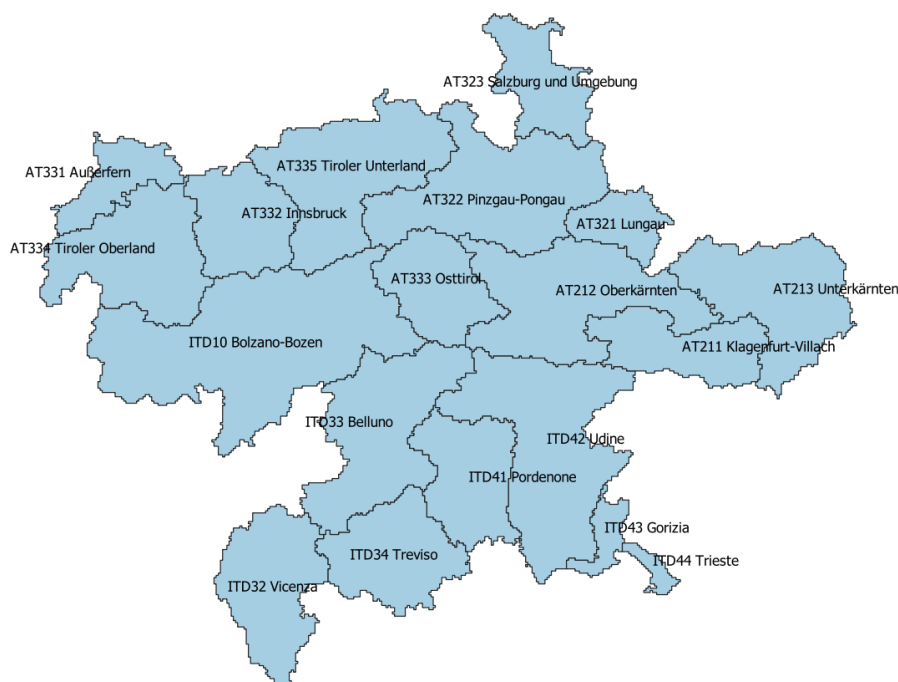 AT323 Salzburg und Umgebung
AT335 Tiroler Unterland
AT331 Außerfern
AT322 Pinzgau-Pongau
AT332 Innsbruck
AT321 Lungau
AT334 Tiroler Oberland
AT333 Osttirol
AT212 Oberkärnten
AT213 Unterkärnten
ITD10 Bolzano-Bozen
AT211 Klagenfurt-Villach
ITD33 Belluno
ITD42 Udine
ITD41 Pordenone
ITD43 Gorizia
ITD34 Treviso
ITD44 Trieste
ITD32 Vicenza